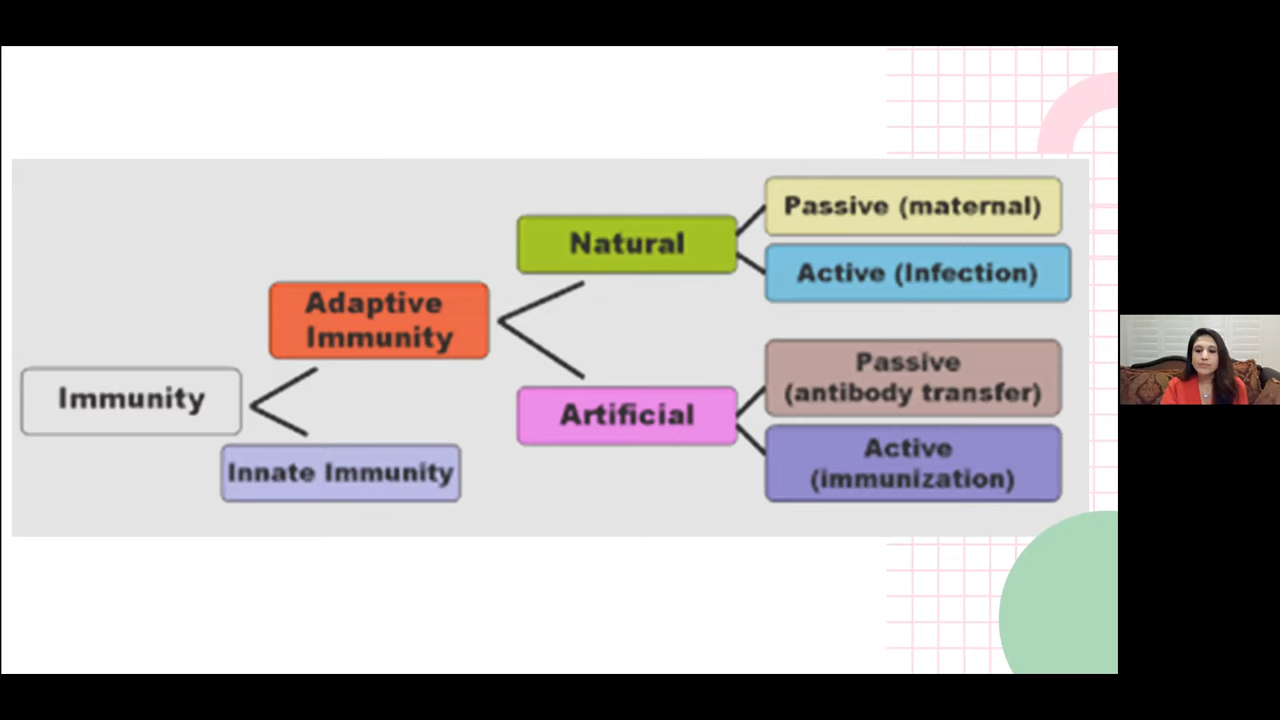 Passive (maternal)
Natural
Active (Infection)
Adaptive
Immunity
Passive
(antibody transfer)
Immunity
Artificial
Active
(immunization)
Innate Immunity